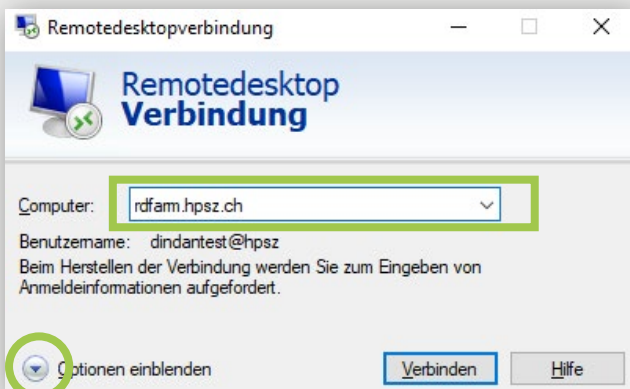 Remotedesktopverbindung
Remotedesktop
Verbindung
Computer: rdfarm.hpsz.ch
Benutzername: dindantest@hpsz
Beim Herstellen der Verbindung werden Sie zum Eingeben von
Anmeldeinformationen aufgefordert.
Optionen einblenden Verbinden Hilfe